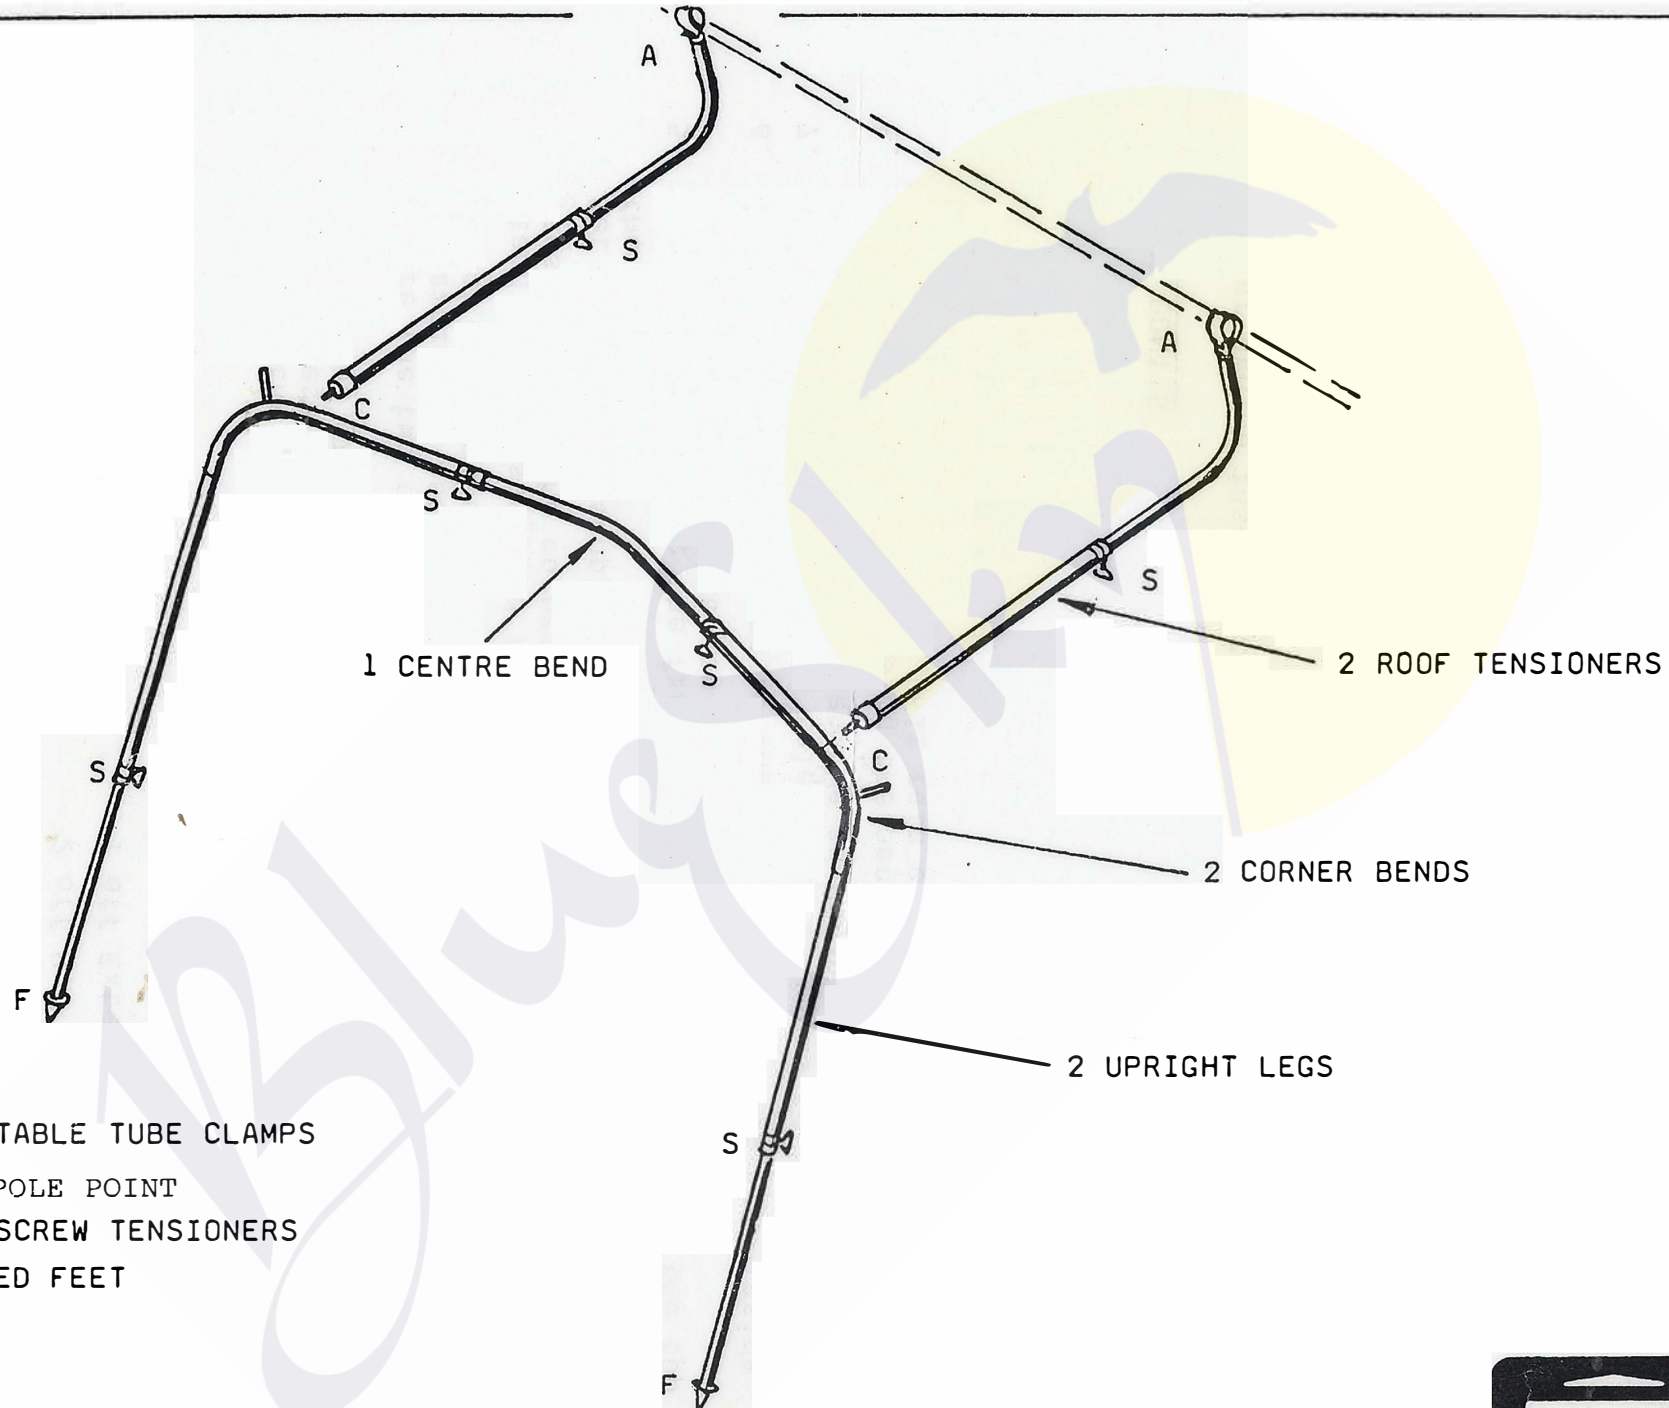 A
S
A
C
S
S
1 CENTRE BEND
S
2 ROOF TENSIONERS
S
C
2 CORNER BENDS
F
2 UPRIGHT LEGS
TABLE TUBE CLAMPS
S
POLE POINT
SCREW TENSIONERS
ED FEET
F
BlueSky